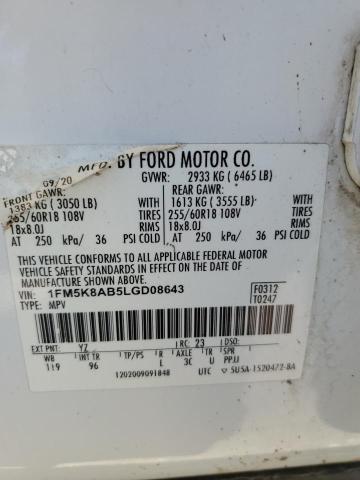 MFD. BY FORD MOTOR CO.
09/20 GVWR: 2933 KG ( 6465 LB)
FRONT GAWR: REAR GAWR:
1383 KG ( 3050 LB) 1613 KG ( 3555 LB)
WITH WITH
265/60R18 108V TIRES 255/60R18 108V TIRES
18x8.0J RIMS 18x8.0J RIMS
AT 250 kPa/ 36 PSI COLD AT 250 kPa/ 36
THIS VEHICLE CONFORMS TO ALL APPLICABLE FEDERAL MOTOR
VEHICLE SAFETY STANDARDS IN EFFECT ON THE DATE OF
MANUFACTURE SHOWN ABOVE.
VIN: 1FM5K8AB5LGD08643 F0312
TYPE: MPV T0247
EXT PNT: YZ RC: 23 DSO:
WB INT TR TP/PS R AXLE TR SPR
119 96 L 3C U
1202009091848 UTC 5U5A-1520472-BA